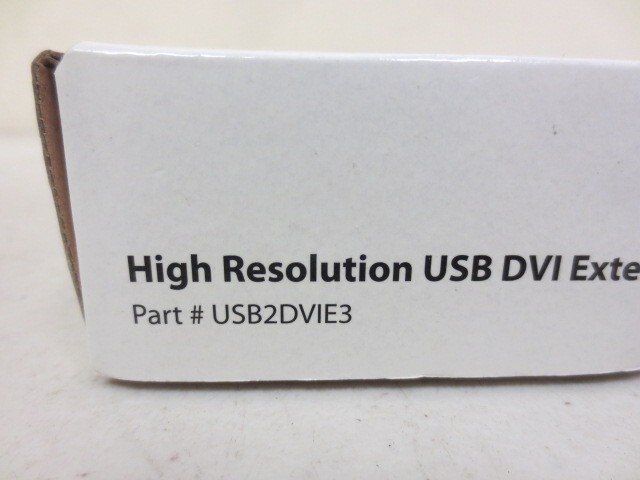 High Resolution USB DVI Exte
Part # USB2DVIE3